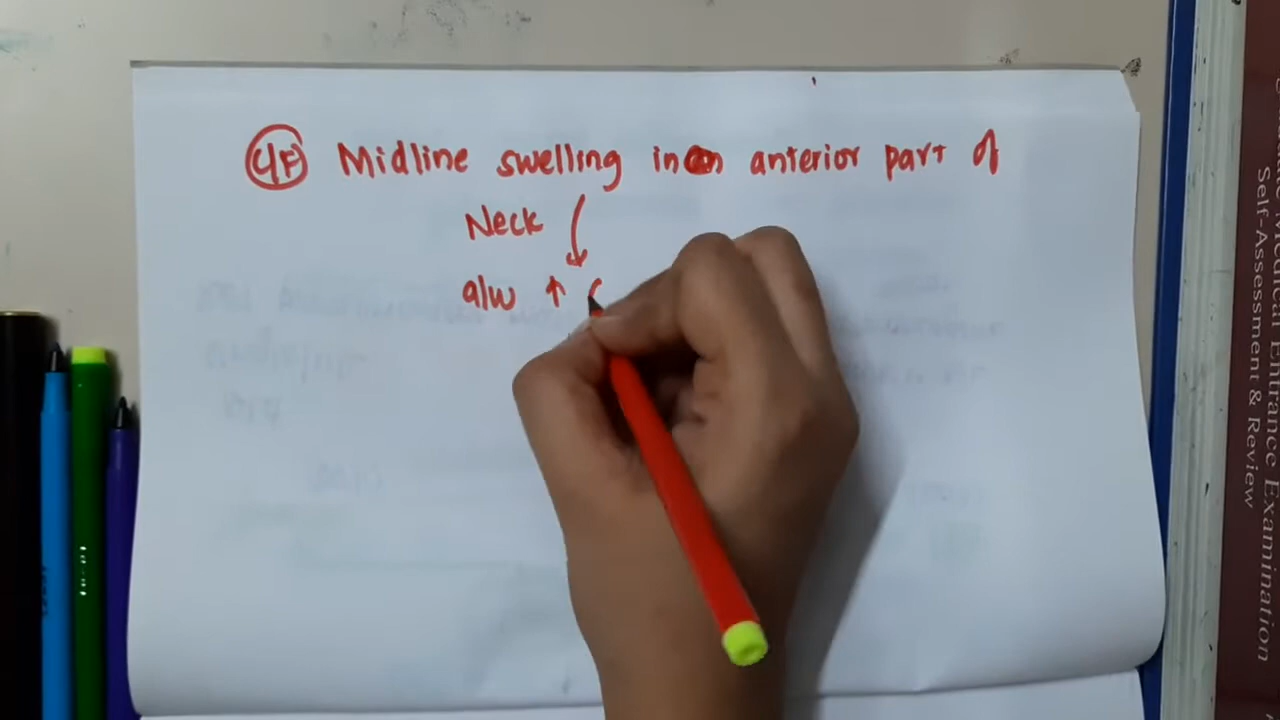 4F Midline swelling in anterior part of
Neck
a/w ↑
Medical Entrance Examination
Self-Assessment & Review